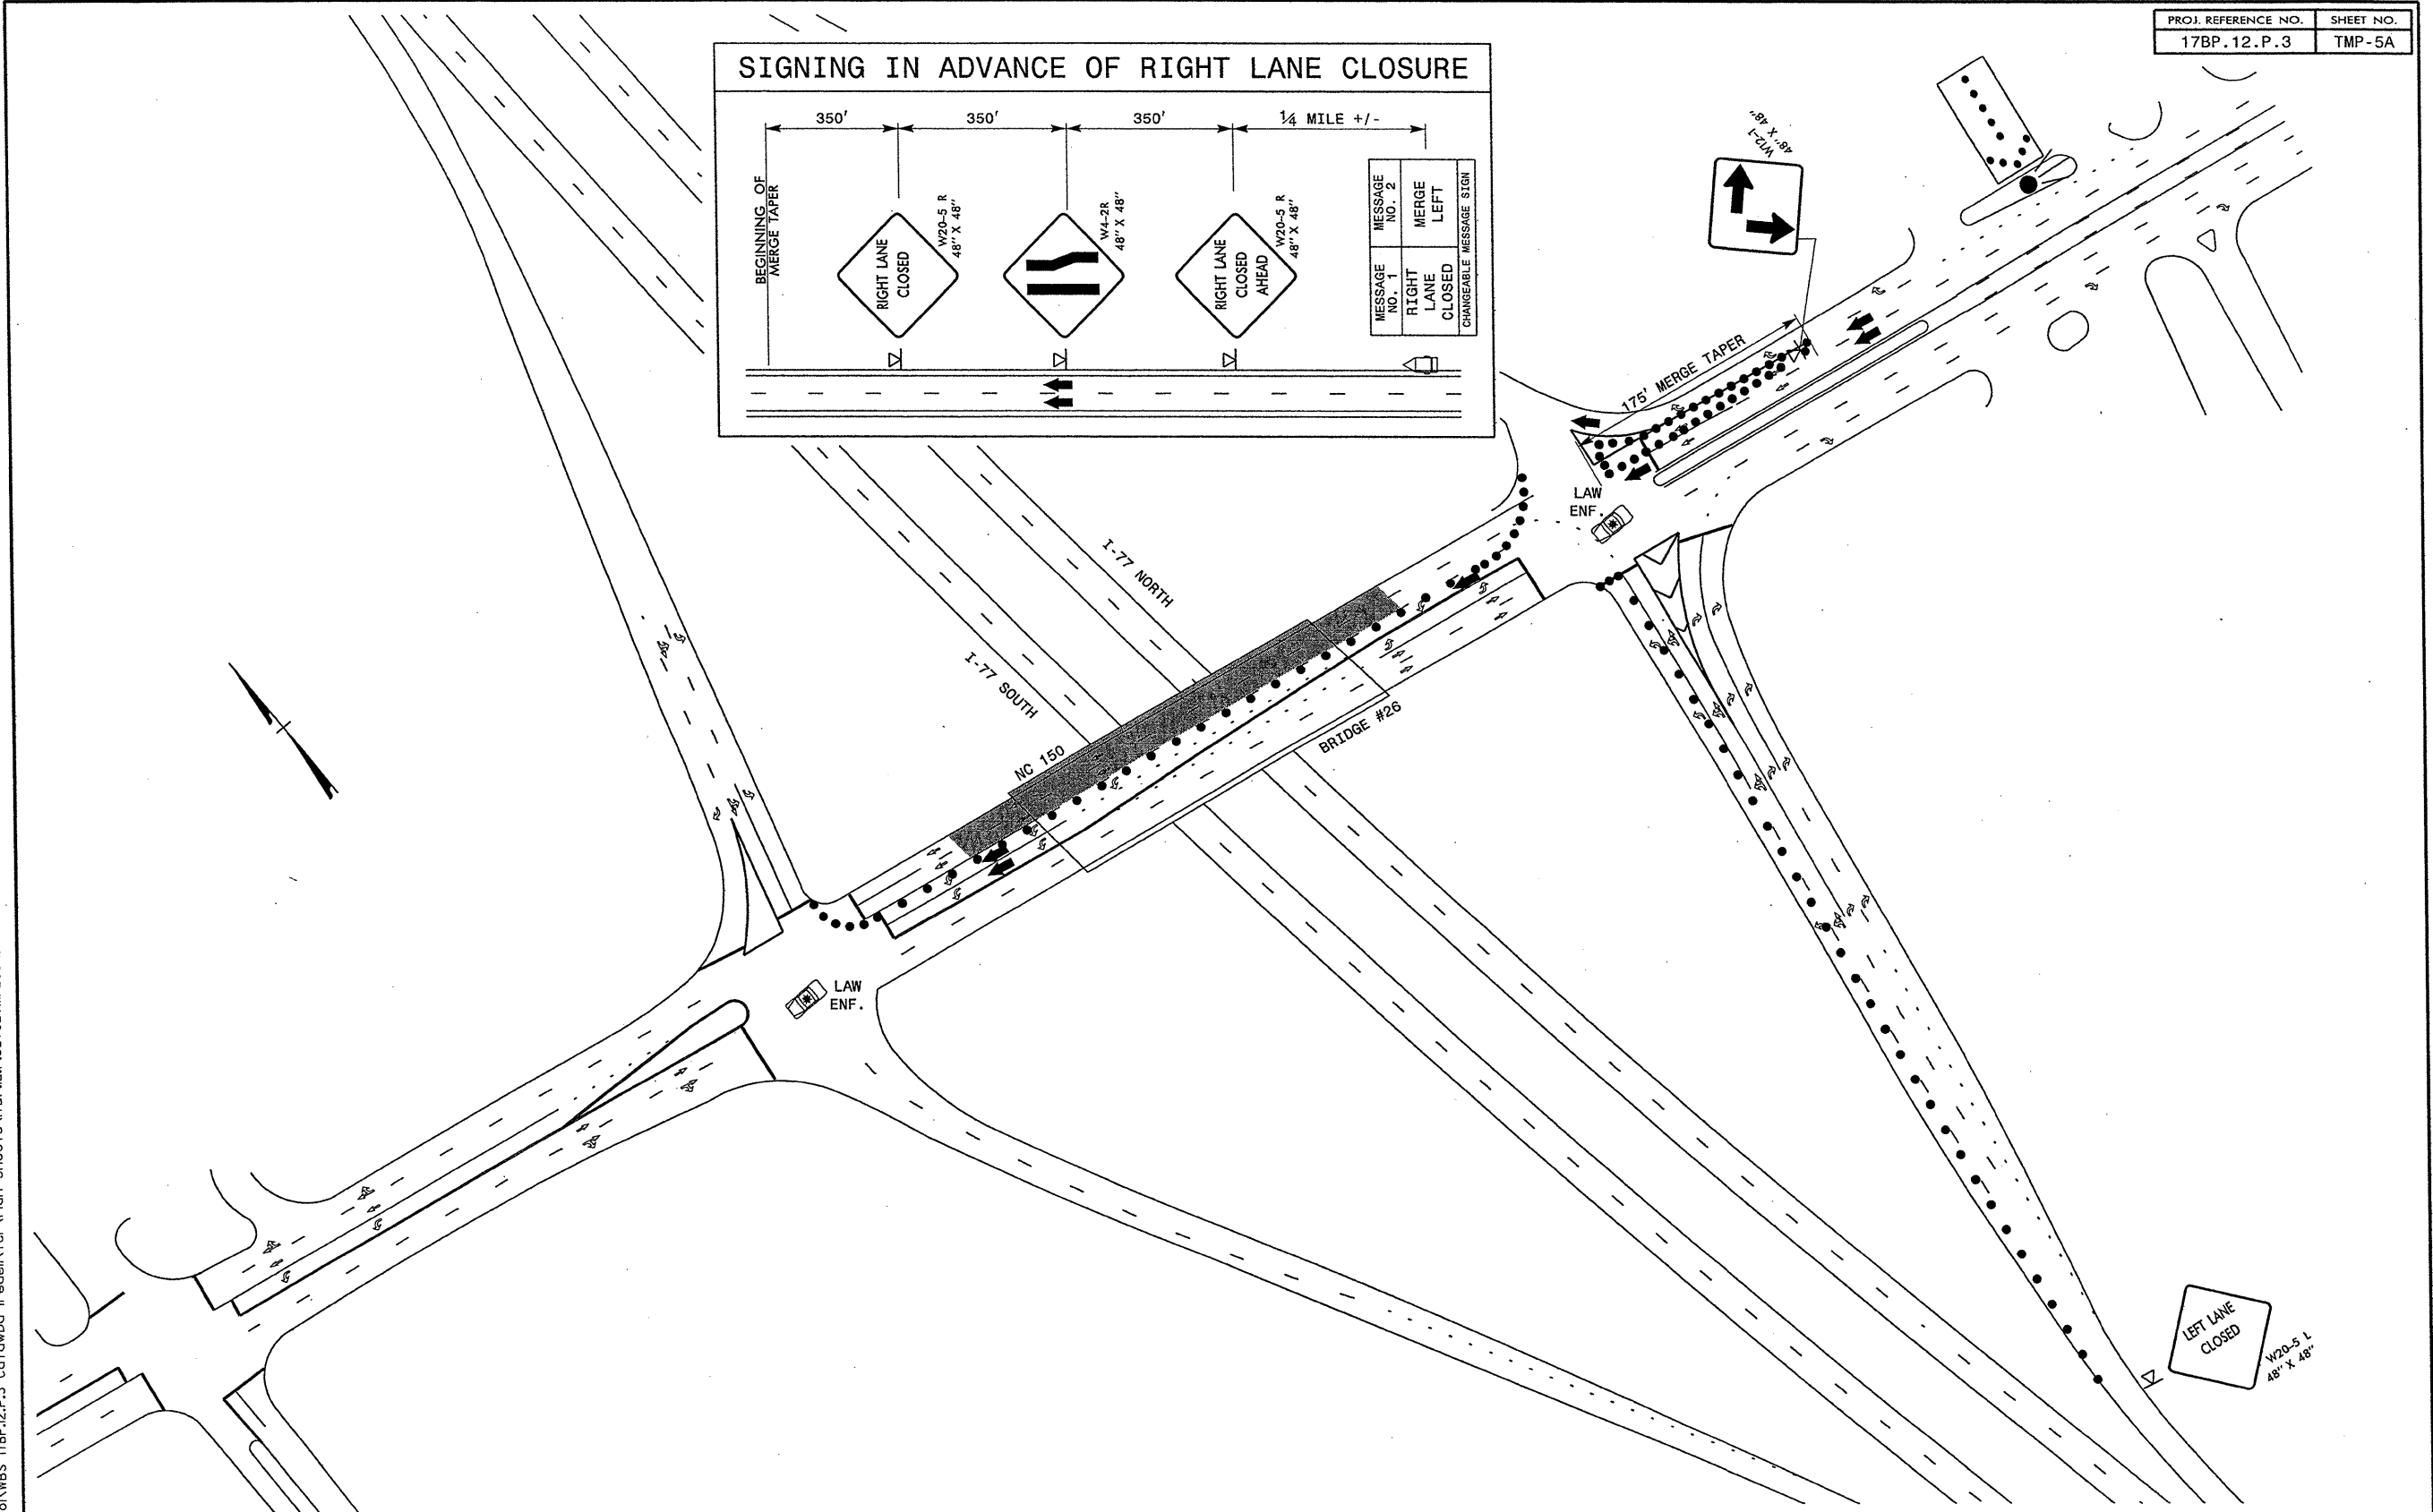 PROJ. REFERENCE NO.
SHEET NO.
17BP.12.P.3
TMP-5A
SIGNING IN ADVANCE OF RIGHT LANE CLOSURE
350'
350'
350'
1/4 MILE +/-
BEGINNING OF
MERGE TAPER
RIGHT LANE
CLOSED
W20-5 R
48" X 48"
W4-2R
48" X 48"
RIGHT LANE
CLOSED
AHEAD
W20-5 R
48" X 48"
MESSAGE
NO. 1
MESSAGE
NO. 2
RIGHT
LANE
CLOSED
MERGE
LEFT
CHANGEABLE MESSAGE SIGN
W12-1
48" X 48"
175' MERGE TAPER
LAW
ENF.
I-77 NORTH
I-77 SOUTH
NC 150
BRIDGE #26
LAW
ENF.
LEFT LANE
CLOSED
W20-5 L
48" X 48"